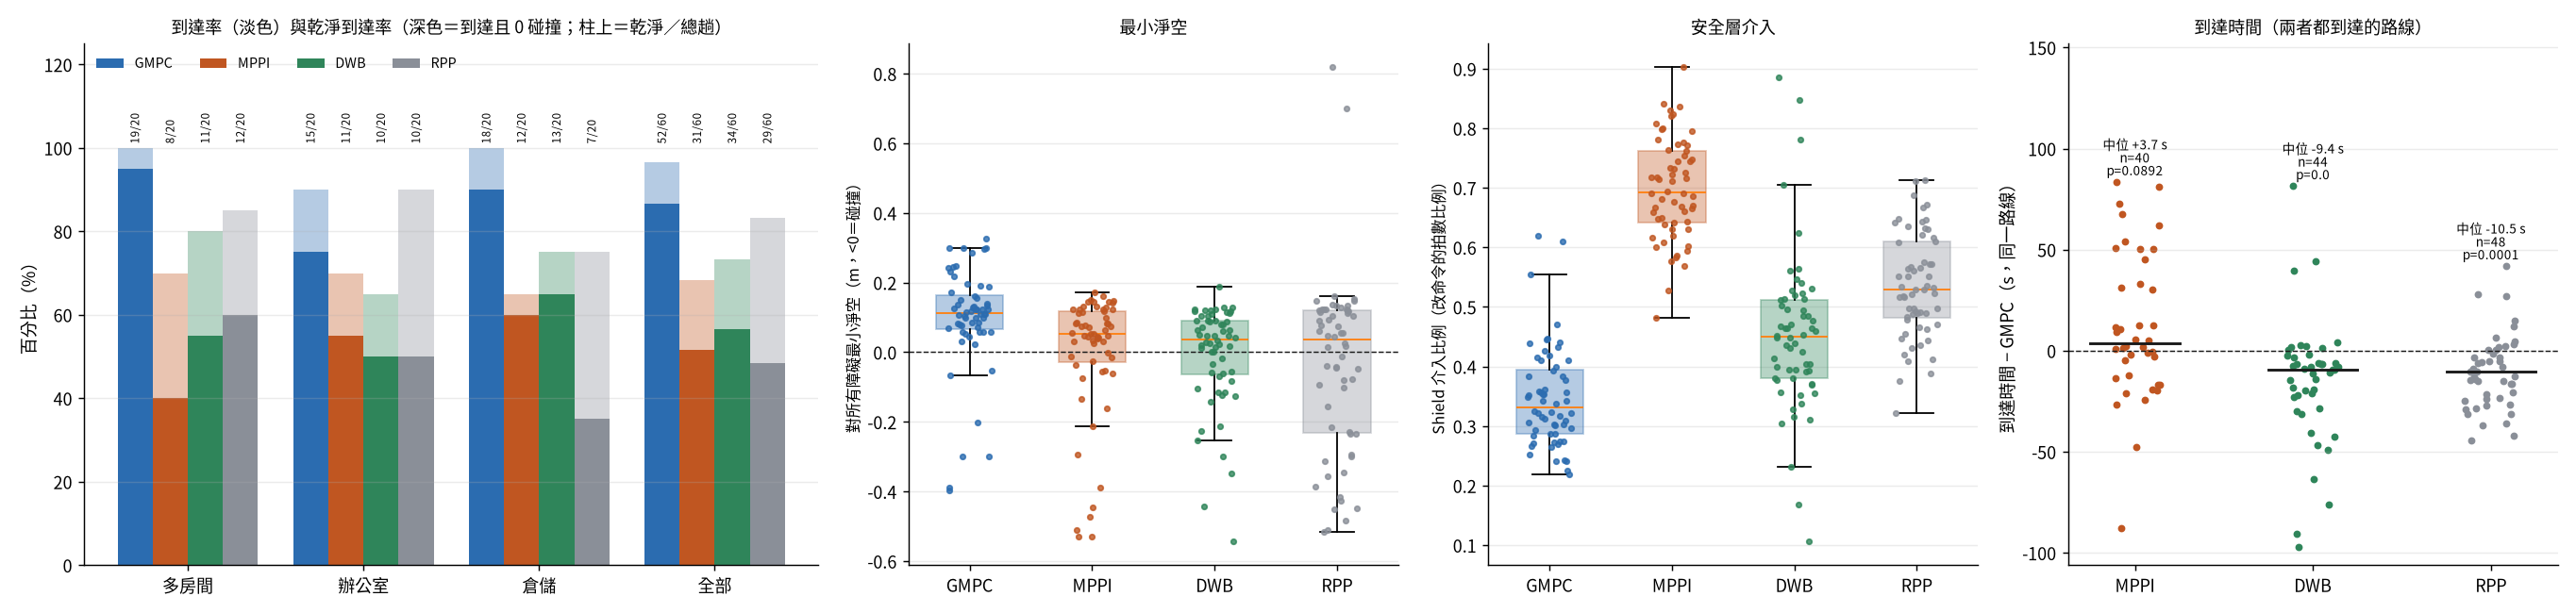 到達率（淡色）與乾淨到達率（深色＝到達且 0 碰撞；柱上＝乾淨／總趟）
GMPC
MPPI
DWB
RPP
百分比（%）
120
100
80
60
40
20
0
19/20
8/20
11/20
12/20
15/20
11/20
10/20
10/20
18/20
12/20
13/20
7/20
52/60
31/60
34/60
29/60
多房間
辦公室
倉儲
全部
最小淨空
對所有障礙最小淨空（m，<0＝碰撞）
0.8
0.6
0.4
0.2
0.0
-0.2
-0.4
-0.6
GMPC
MPPI
DWB
RPP
安全層介入
Shield 介入比例（改命令的拍數比例）
0.9
0.8
0.7
0.6
0.5
0.4
0.3
0.2
0.1
GMPC
MPPI
DWB
RPP
到達時間（兩者都到達的路線）
到達時間 − GMPC（s，同一路線）
150
100
50
0
-50
-100
中位 +3.7 s
n=40
p=0.0892
中位 -9.4 s
n=44
p=0.0
中位 -10.5 s
n=48
p=0.0001
MPPI
DWB
RPP